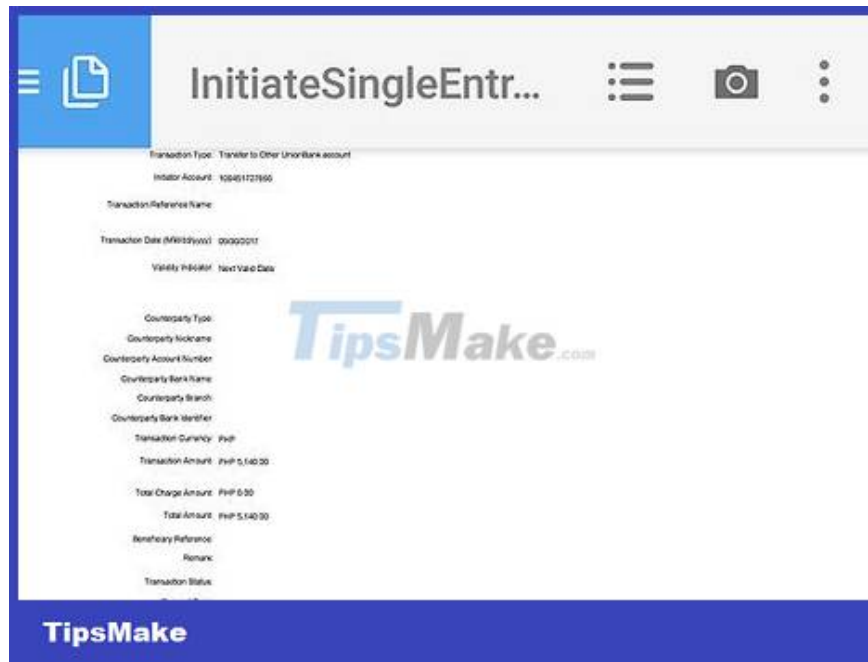 InitiateSingleEntr...
Transaction Type: Transfer to Other UnionBank account
Initiator Account:
Transaction Reference Name:
Transaction Date (MM/dd/yyyy):
Validity Indicator: Next Valid Date
TipsMake.com
Counterparty Type:
Counterparty Nickname
Counterparty Account Number
Counterparty Bank Name
Counterparty Branch
Counterparty Bank Identifier
Transaction Currency: PHP
Transaction Amount: PHP 5,140.00
Total Charge Amount: PHP 0.00
Total Amount: PHP 5,140.00
Beneficiary Reference:
Remark:
Transaction Status:
TipsMake